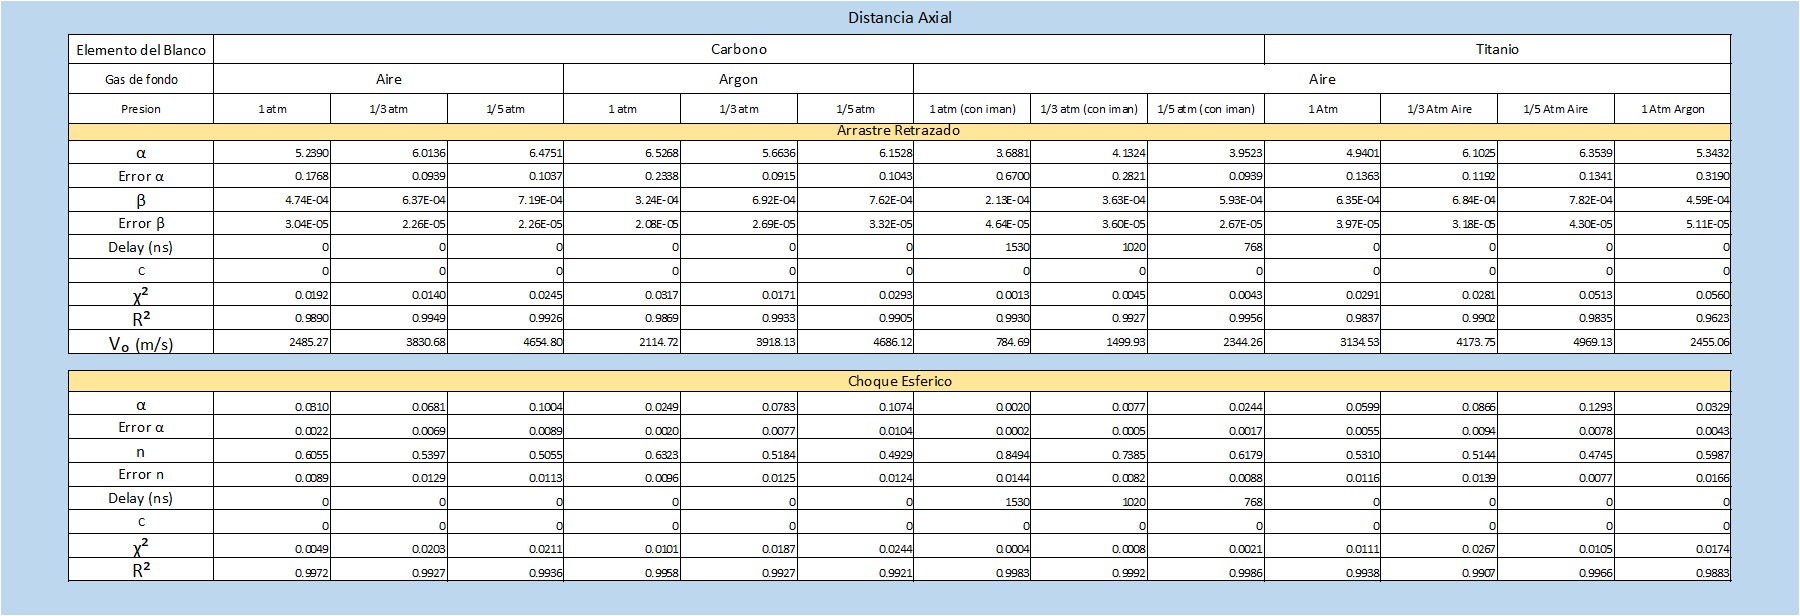 Distancia Axial
Elemento del Blanco Carbono Titanio
Gas de fondo Aire Argon Aire
Presion 1 atm 1/3 atm 1/5 atm 1 atm 1/3 atm 1/5 atm 1 atm (con iman) 1/3 atm (con iman) 1/5 atm (con iman) 1 Atm 1/3 Atm Aire 1/5 Atm Aire 1 Atm Argon
Arrastre Retrazado
α 5.2390 6.0136 6.4751 6.5268 5.6636 6.1528 3.6881 4.1324 3.9523 4.9401 6.1025 6.3539 5.3432
Error α 0.1768 0.0939 0.1037 0.2338 0.0915 0.1043 0.6700 0.2821 0.0939 0.1363 0.1192 0.1341 0.3190
β 4.74E-04 6.37E-04 7.19E-04 3.24E-04 6.92E-04 7.62E-04 2.13E-04 3.63E-04 5.93E-04 6.35E-04 6.84E-04 7.82E-04 4.59E-04
Error β 3.04E-05 2.26E-05 2.26E-05 2.08E-05 2.69E-05 3.32E-05 4.64E-05 3.60E-05 2.67E-05 3.97E-05 3.18E-05 4.30E-05 5.11E-05
Delay (ns) 0 0 0 0 0 0 1530 1020 768 0 0 0 0
c 0 0 0 0 0 0 0 0 0 0 0 0 0
χ² 0.0192 0.0140 0.0245 0.0317 0.0171 0.0293 0.0013 0.0045 0.0043 0.0291 0.0281 0.0513 0.0560
R² 0.9890 0.9949 0.9926 0.9869 0.9933 0.9905 0.9930 0.9927 0.9956 0.9837 0.9902 0.9835 0.9623
V₀ (m/s) 2485.27 3830.68 4654.80 2114.72 3918.13 4686.12 784.69 1499.93 2344.26 3134.53 4173.75 4969.13 2455.06
Choque Esferico
α 0.0310 0.0681 0.1004 0.0249 0.0783 0.1074 0.0020 0.0077 0.0244 0.0599 0.0866 0.1293 0.0329
Error α 0.0022 0.0069 0.0089 0.0020 0.0077 0.0104 0.0002 0.0005 0.0017 0.0055 0.0094 0.0078 0.0043
n 0.6055 0.5397 0.5055 0.6323 0.5184 0.4929 0.8494 0.7385 0.6179 0.5310 0.5144 0.4745 0.5987
Error n 0.0089 0.0129 0.0113 0.0096 0.0125 0.0124 0.0144 0.0082 0.0088 0.0116 0.0139 0.0077 0.0166
Delay (ns) 0 0 0 0 0 0 1530 1020 768 0 0 0 0
c 0 0 0 0 0 0 0 0 0 0 0 0 0
χ² 0.0049 0.0203 0.0211 0.0101 0.0187 0.0244 0.0004 0.0008 0.0021 0.0111 0.0267 0.0105 0.0174
R² 0.9972 0.9927 0.9936 0.9958 0.9927 0.9921 0.9983 0.9992 0.9986 0.9938 0.9907 0.9966 0.9883